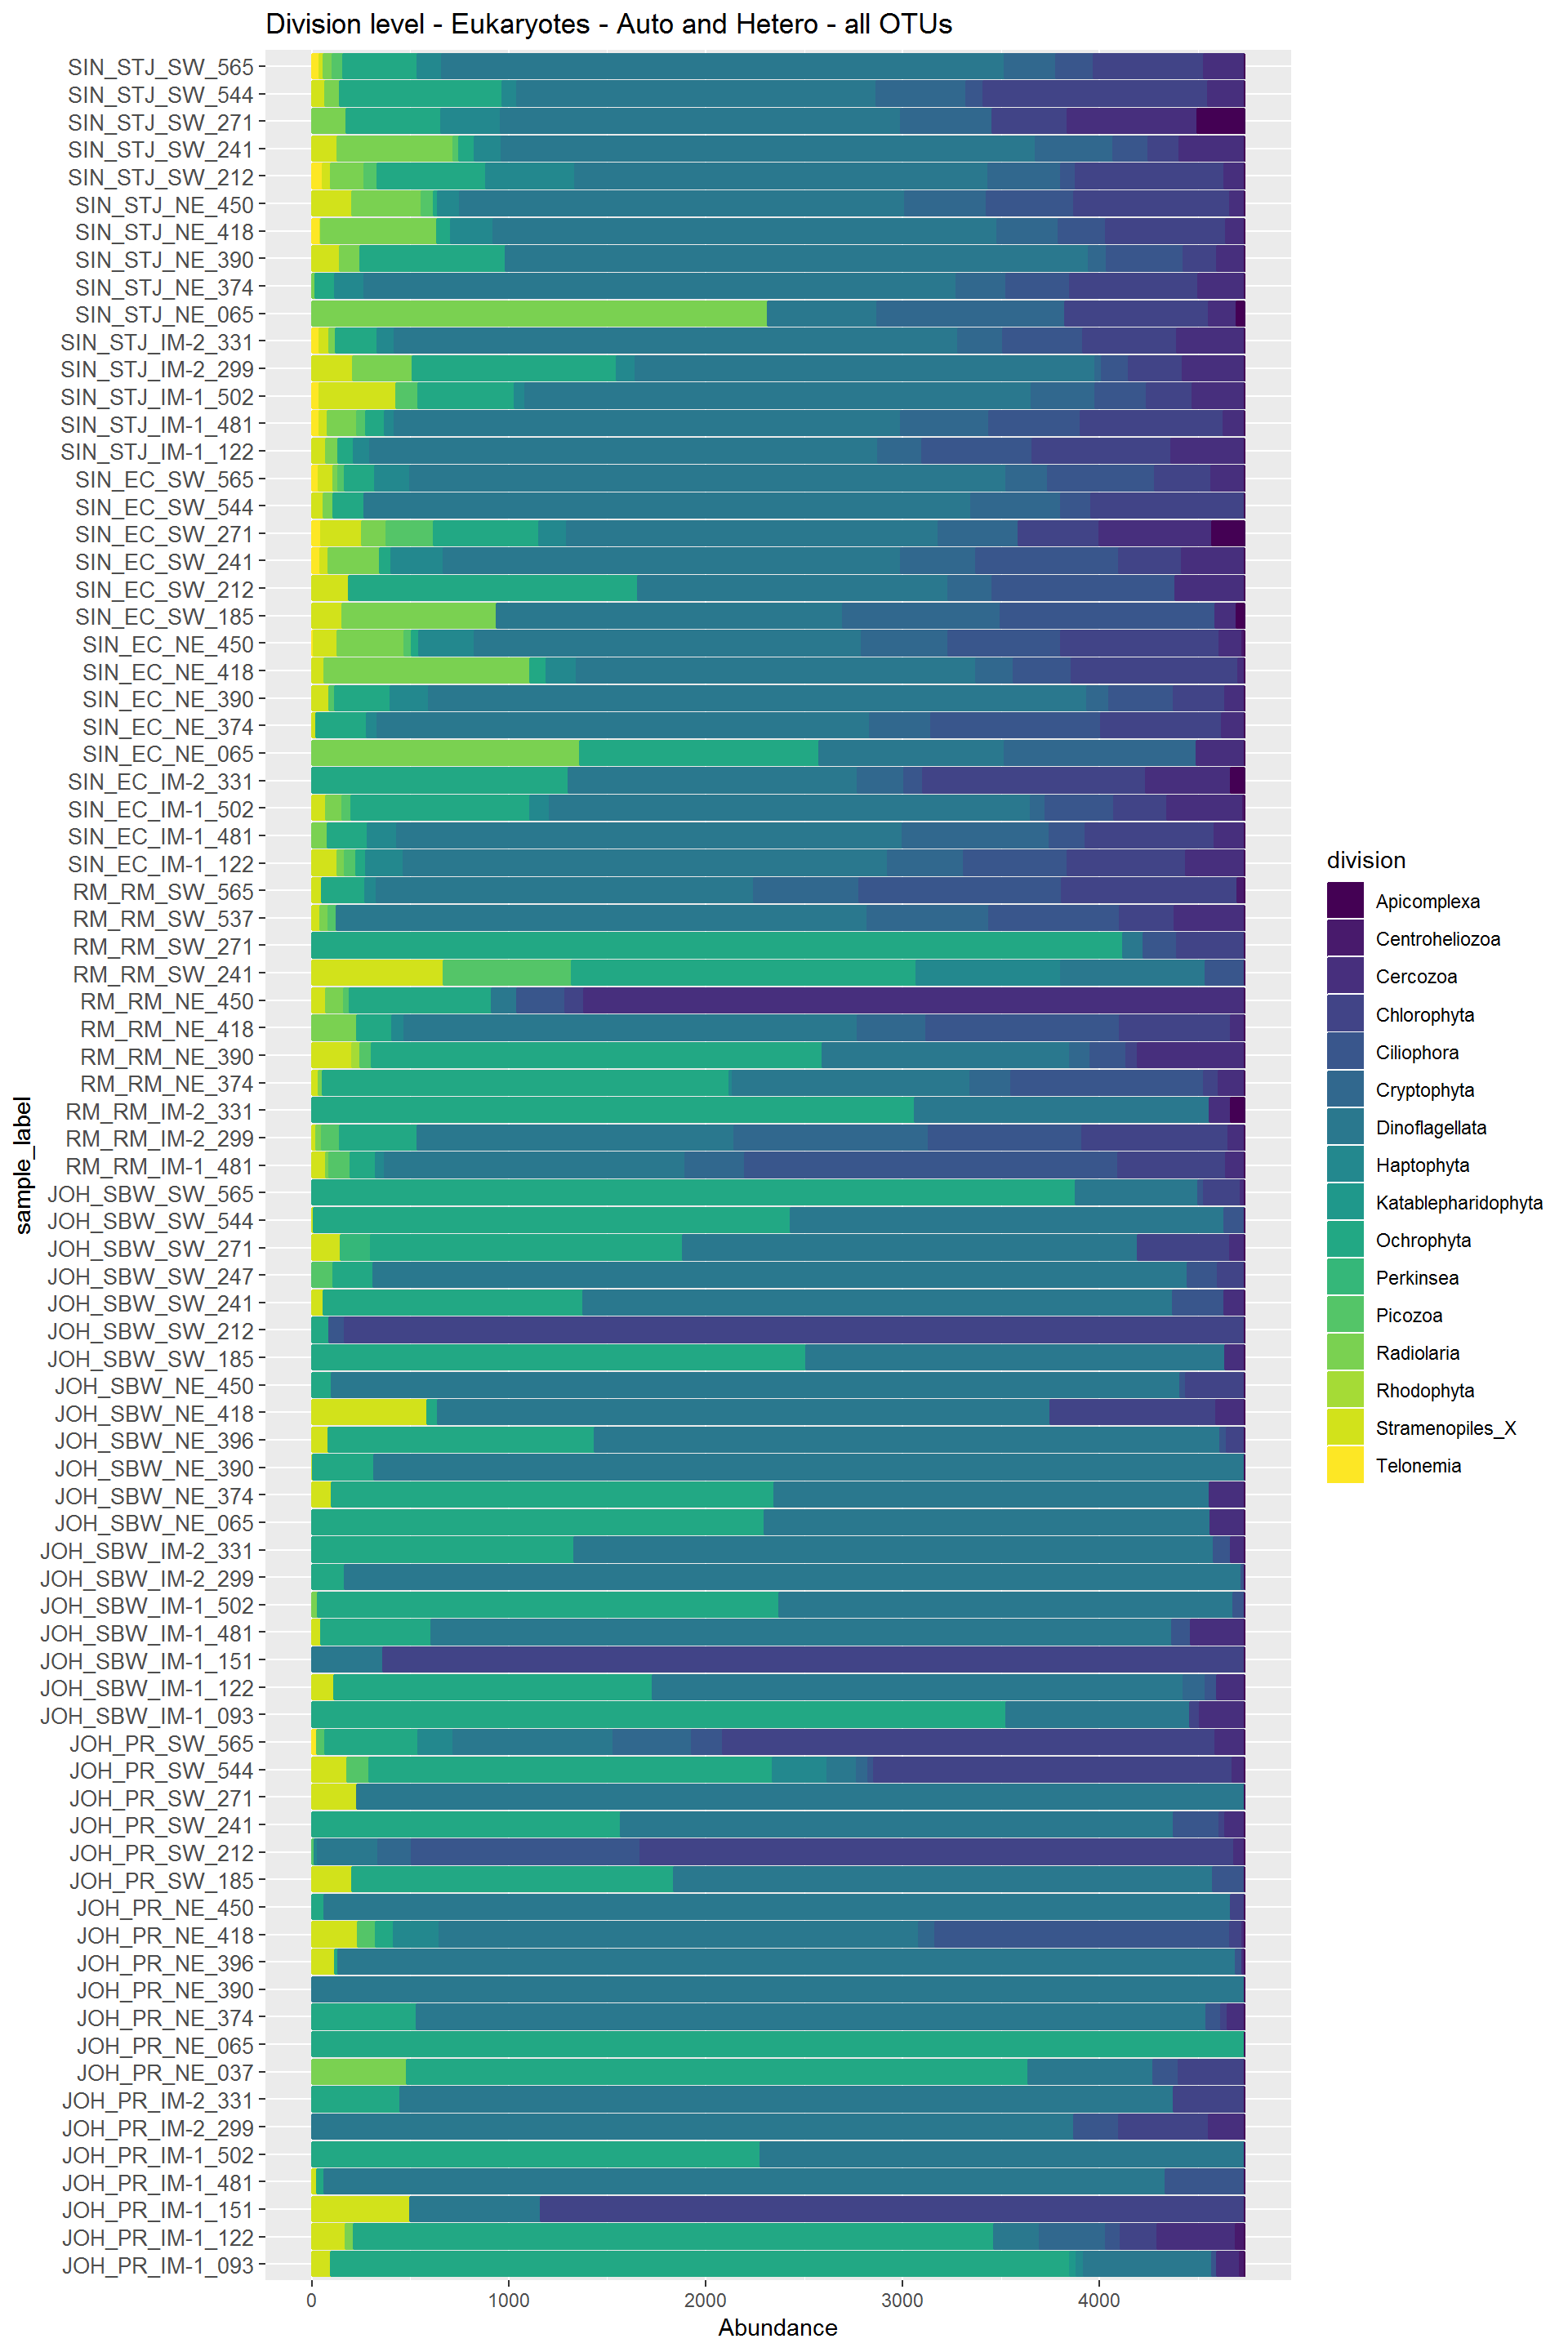 Division level - Eukaryotes - Auto and Hetero - all OTUs
sample_label
SIN_STJ_SW_565
SIN_STJ_SW_544
SIN_STJ_SW_271
SIN_STJ_SW_241
SIN_STJ_SW_212
SIN_STJ_NE_450
SIN_STJ_NE_418
SIN_STJ_NE_390
SIN_STJ_NE_374
SIN_STJ_NE_065
SIN_STJ_IM-2_331
SIN_STJ_IM-2_299
SIN_STJ_IM-1_502
SIN_STJ_IM-1_481
SIN_STJ_IM-1_122
SIN_EC_SW_565
SIN_EC_SW_544
SIN_EC_SW_271
SIN_EC_SW_241
SIN_EC_SW_212
SIN_EC_SW_185
SIN_EC_NE_450
SIN_EC_NE_418
SIN_EC_NE_390
SIN_EC_NE_374
SIN_EC_NE_065
SIN_EC_IM-2_331
SIN_EC_IM-1_502
SIN_EC_IM-1_481
SIN_EC_IM-1_122
RM_RM_SW_565
RM_RM_SW_537
RM_RM_SW_271
RM_RM_SW_241
RM_RM_NE_450
RM_RM_NE_418
RM_RM_NE_390
RM_RM_NE_374
RM_RM_IM-2_331
RM_RM_IM-2_299
RM_RM_IM-1_481
JOH_SBW_SW_565
JOH_SBW_SW_544
JOH_SBW_SW_271
JOH_SBW_SW_247
JOH_SBW_SW_241
JOH_SBW_SW_212
JOH_SBW_SW_185
JOH_SBW_NE_450
JOH_SBW_NE_418
JOH_SBW_NE_396
JOH_SBW_NE_390
JOH_SBW_NE_374
JOH_SBW_NE_065
JOH_SBW_IM-2_331
JOH_SBW_IM-2_299
JOH_SBW_IM-1_502
JOH_SBW_IM-1_481
JOH_SBW_IM-1_151
JOH_SBW_IM-1_122
JOH_SBW_IM-1_093
JOH_PR_SW_565
JOH_PR_SW_544
JOH_PR_SW_271
JOH_PR_SW_241
JOH_PR_SW_212
JOH_PR_SW_185
JOH_PR_NE_450
JOH_PR_NE_418
JOH_PR_NE_396
JOH_PR_NE_390
JOH_PR_NE_374
JOH_PR_NE_065
JOH_PR_NE_037
JOH_PR_IM-2_331
JOH_PR_IM-2_299
JOH_PR_IM-1_502
JOH_PR_IM-1_481
JOH_PR_IM-1_151
JOH_PR_IM-1_122
JOH_PR_IM-1_093
0 1000 2000 3000 4000
Abundance
division
Apicomplexa
Centroheliozoa
Cercozoa
Chlorophyta
Ciliophora
Cryptophyta
Dinoflagellata
Haptophyta
Katablepharidophyta
Ochrophyta
Perkinsea
Picozoa
Radiolaria
Rhodophyta
Stramenopiles_X
Telonemia